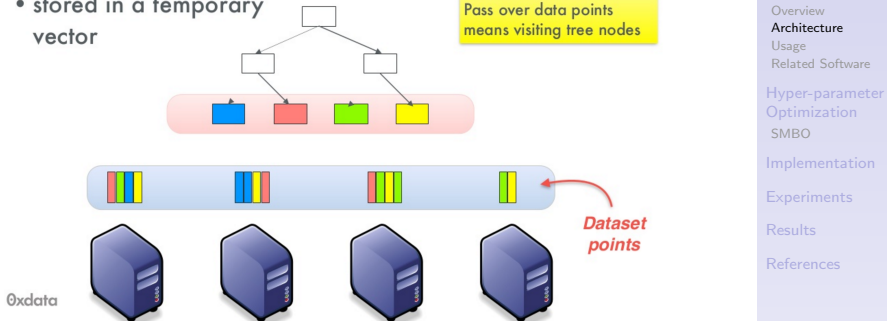 • stored in a temporary
vector
Pass over data points
means visiting tree nodes
Dataset
points
0xdata
Overview
Architecture
Usage
Related Software
Hyper-parameter
Optimization
SMBO
Implementation
Experiments
Results
References